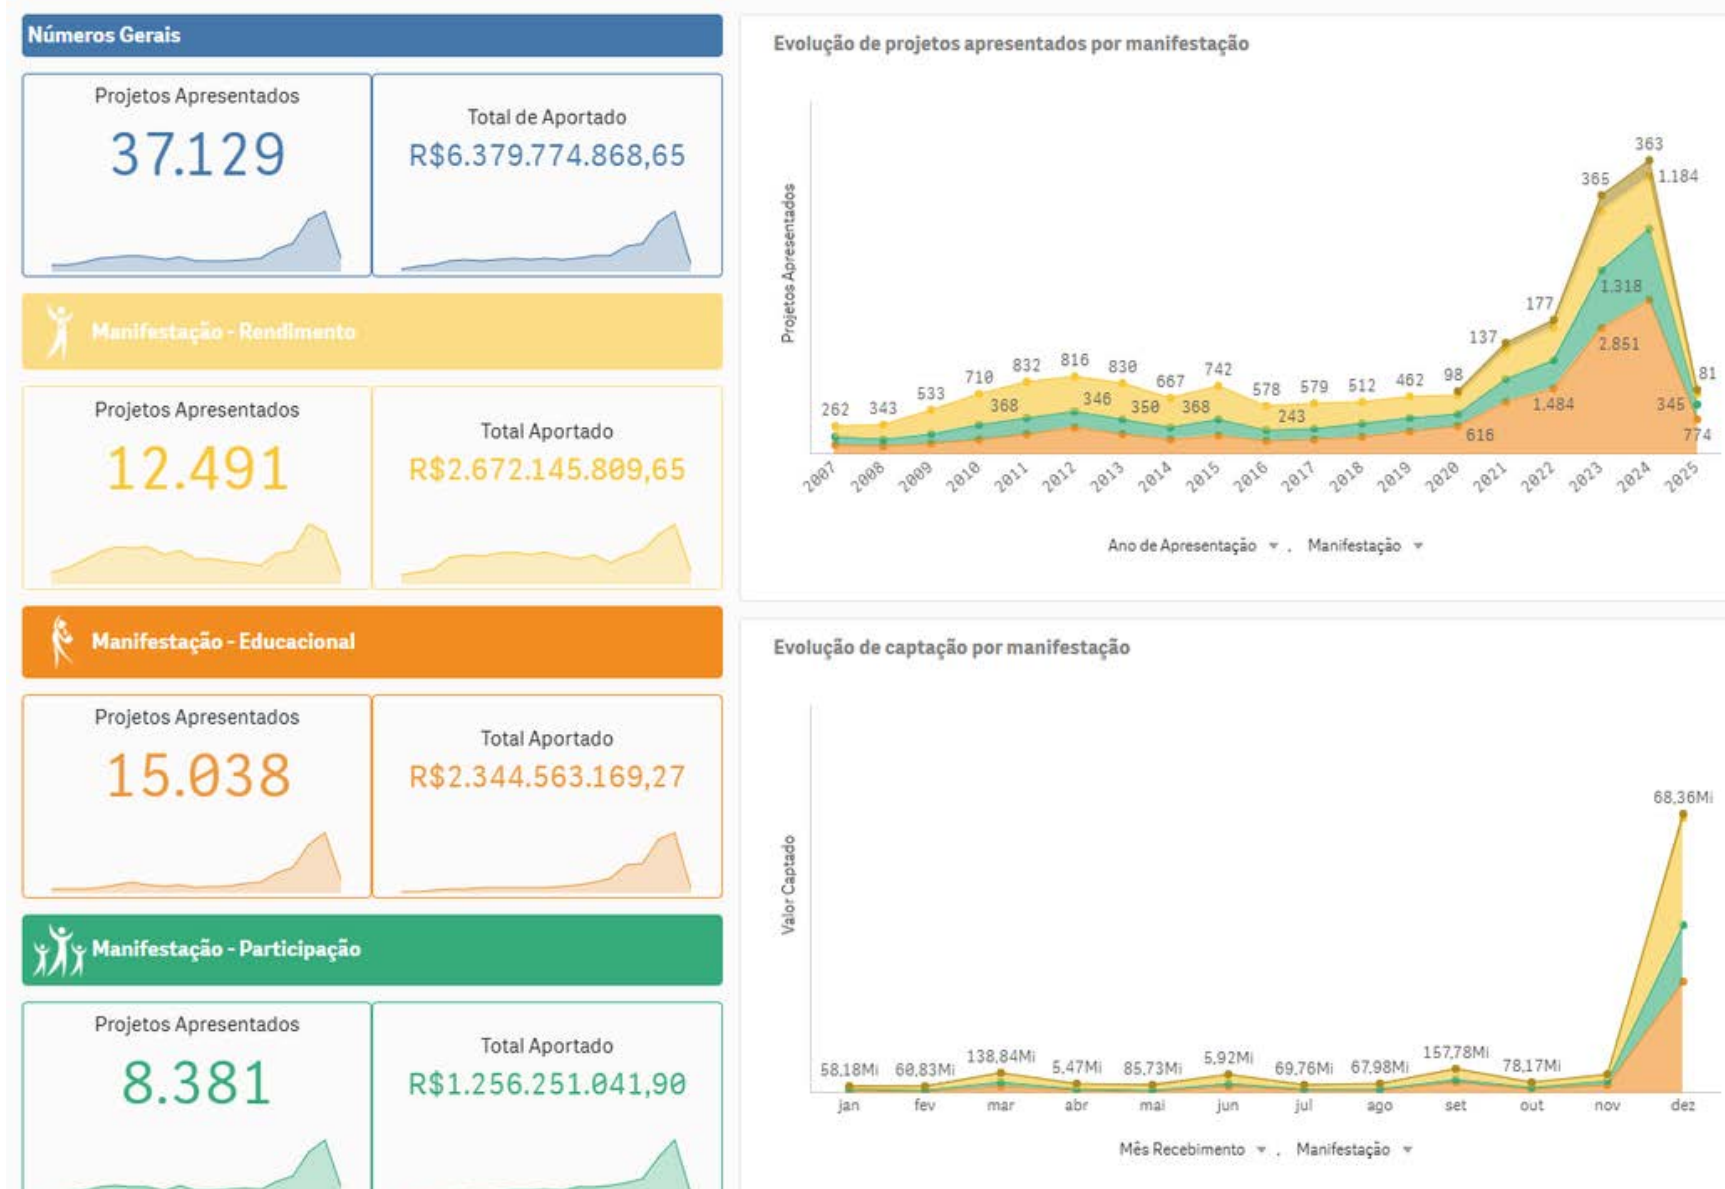 Números Gerais
Projetos Apresentados
37.129
Total de Aportado
R$6.379.774.868,65
Manifestação - Rendimento
Projetos Apresentados
12.491
Total Aportado
R$2.672.145.809,65
Manifestação - Educacional
Projetos Apresentados
15.038
Total Aportado
R$2.344.563.169,27
Manifestação - Participação
Projetos Apresentados
8.381
Total Aportado
R$1.256.251.041,90
Evolução de projetos apresentados por manifestação
Projetos Apresentados
363
365 1.184
1.318
177
137 2.851
262 343 533 710 832 816 830 667 742 578 579 512 462 98 81
368 346 350 368 243 1.484 345
616 774
2007 2008 2009 2010 2011 2012 2013 2014 2015 2016 2017 2018 2019 2020 2021 2022 2023 2024 2025
Ano de Apresentação . Manifestação
Evolução de captação por manifestação
Valor Captado
68,36Mi
58,18Mi 60,83Mi 138,84Mi 5,47Mi 85,73Mi 5,92Mi 69,76Mi 67,98Mi 157,78Mi 78,17Mi
jan fev mar abr mai jun jul ago set out nov dez
Mês Recebimento . Manifestação